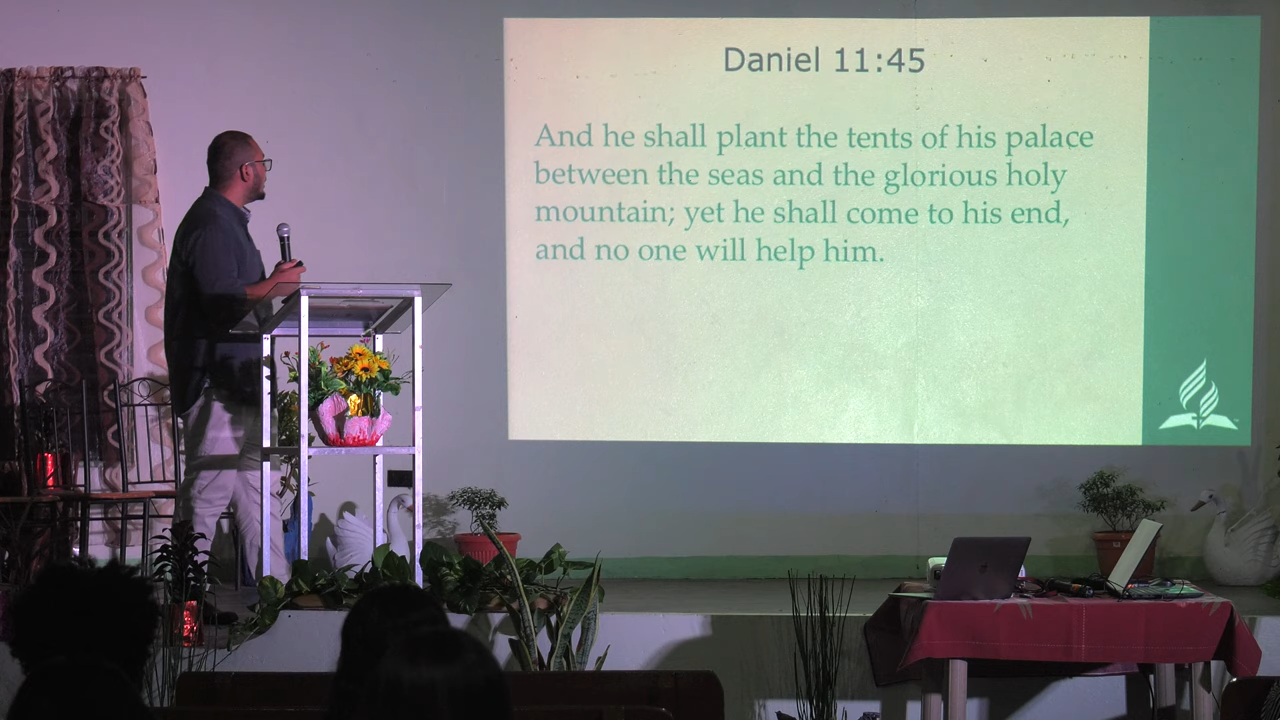 Daniel 11:45
And he shall plant the tents of his palace
between the seas and the glorious holy
mountain; yet he shall come to his end,
and no one will help him.